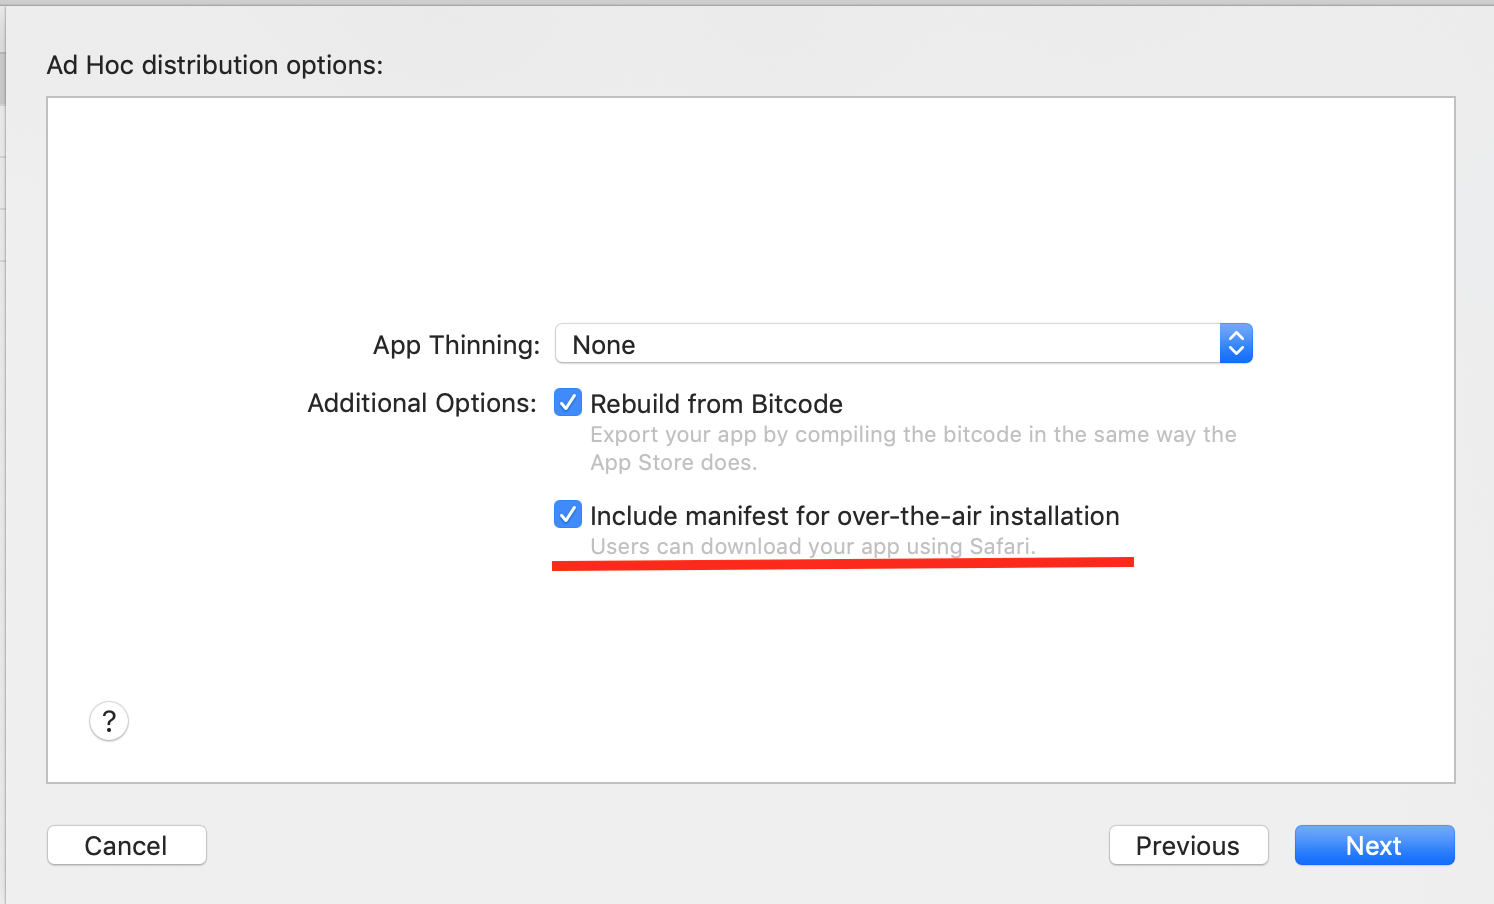 Ad Hoc distribution options:
App Thinning: None
Additional Options: Rebuild from Bitcode
Export your app by compiling the bitcode in the same way the
App Store does.
Include manifest for over-the-air installation
Users can download your app using Safari.
?
Cancel Previous Next